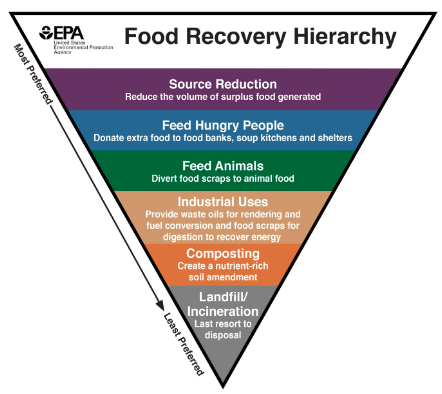 EPA
United States
Environmental Protection
Agency
Food Recovery Hierarchy
Most Preferred
Source Reduction
Reduce the volume of surplus food generated
Feed Hungry People
Donate extra food to food banks, soup kitchens and shelters
Feed Animals
Divert food scraps to animal food
Industrial Uses
Provide waste oils for rendering and
fuel conversion and food scraps for
digestion to recover energy
Composting
Create a nutrient-rich
soil amendment
Landfill/
Incineration
Last resort to
disposal
Least Preferred